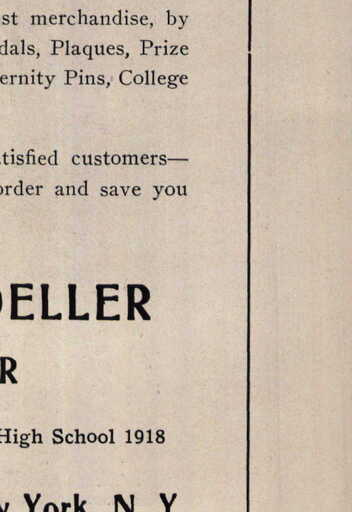 st merchandise, by
dals, Plaques, Prize
ernity Pins, College
tisfied customers—
order and save you
OELLER
R
High School 1918
w York, N. Y.